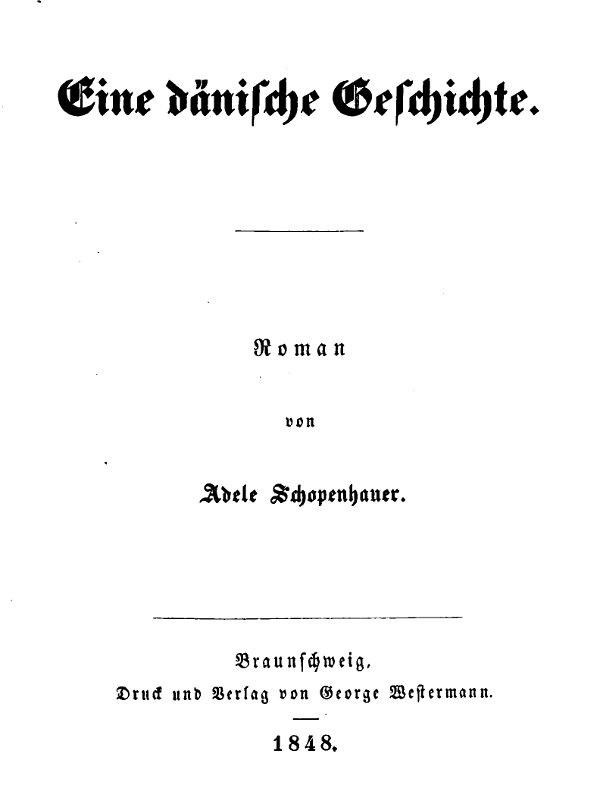 Eine dänische Geschichte.
Roman
von
Adele Schopenhauer.
Braunschweig,
Druck und Verlag von George Westermann.
1848.